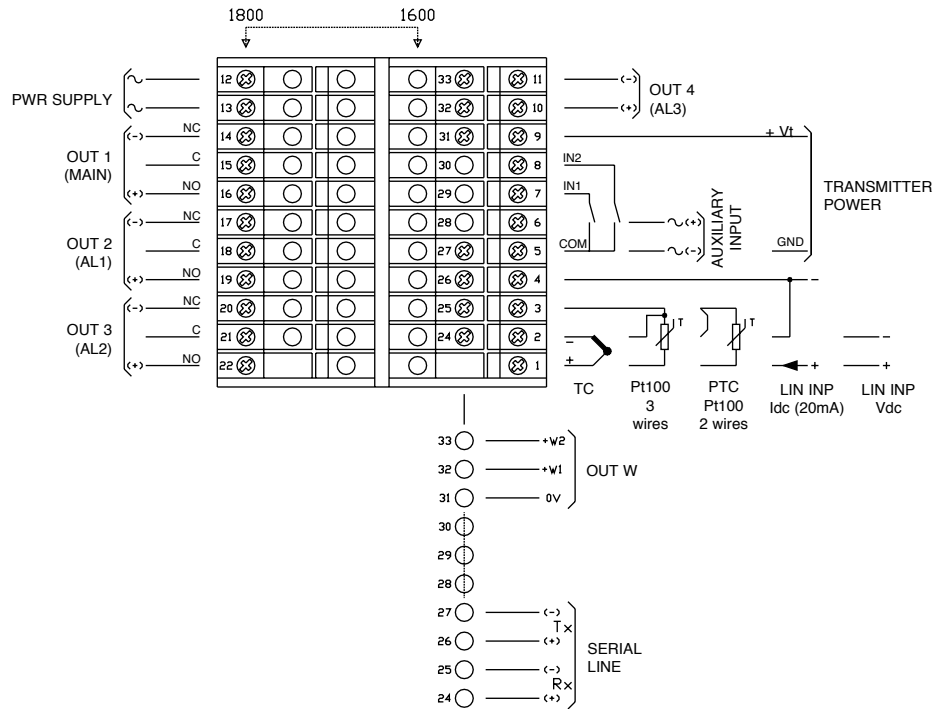 1800 1600
12 33 11 (-)
PWR SUPPLY OUT 4
13 32 10 (+) (AL3)
(-) NC 14 31 9 + Vt
OUT 1 C 15 30 8 IN2
(MAIN)
(+) NO 16 29 7 IN1 TRANSMITTER
POWER
(-) NC 17 28 6 (+) AUXILIARY
INPUT
OUT 2 C 18 27 5 COM (-) GND
(AL1)
(+) NO 19 26 4 -
(-) NC 20 25 3 T T
OUT 3 C 21 24 2 - -
(AL2)
(+) NO 22 1 + + +
TC Pt100 PTC LIN INP LIN INP
3 Pt100 Idc (20mA) Vdc
wires 2 wires
33 +W2
32 +W1 OUT W
31 0V
30
29
28
27 (-)
Tx
26 (+) SERIAL
LINE
25 (-)
Rx
24 (+)